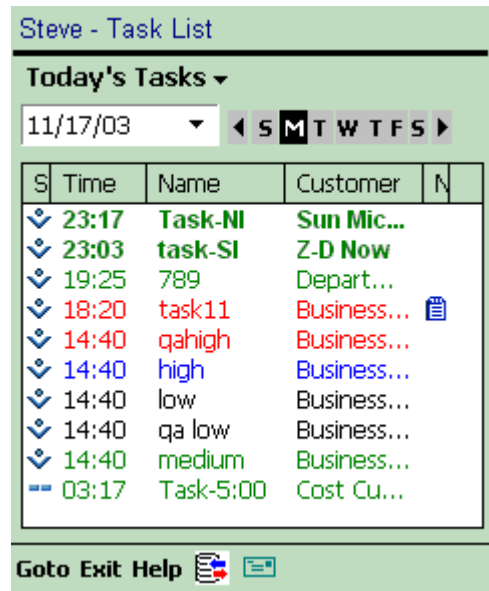 Steve - Task List
Today's Tasks
11/17/03 S M T W T F S
S Time Name Customer N
23:17 Task-NI Sun Mic...
23:03 task-SI Z-D Now
19:25 789 Depart...
18:20 task11 Business...
14:40 qahigh Business...
14:40 high Business...
14:40 low Business...
14:40 qa low Business...
14:40 medium Business...
03:17 Task-5:00 Cost Cu...
Goto Exit Help